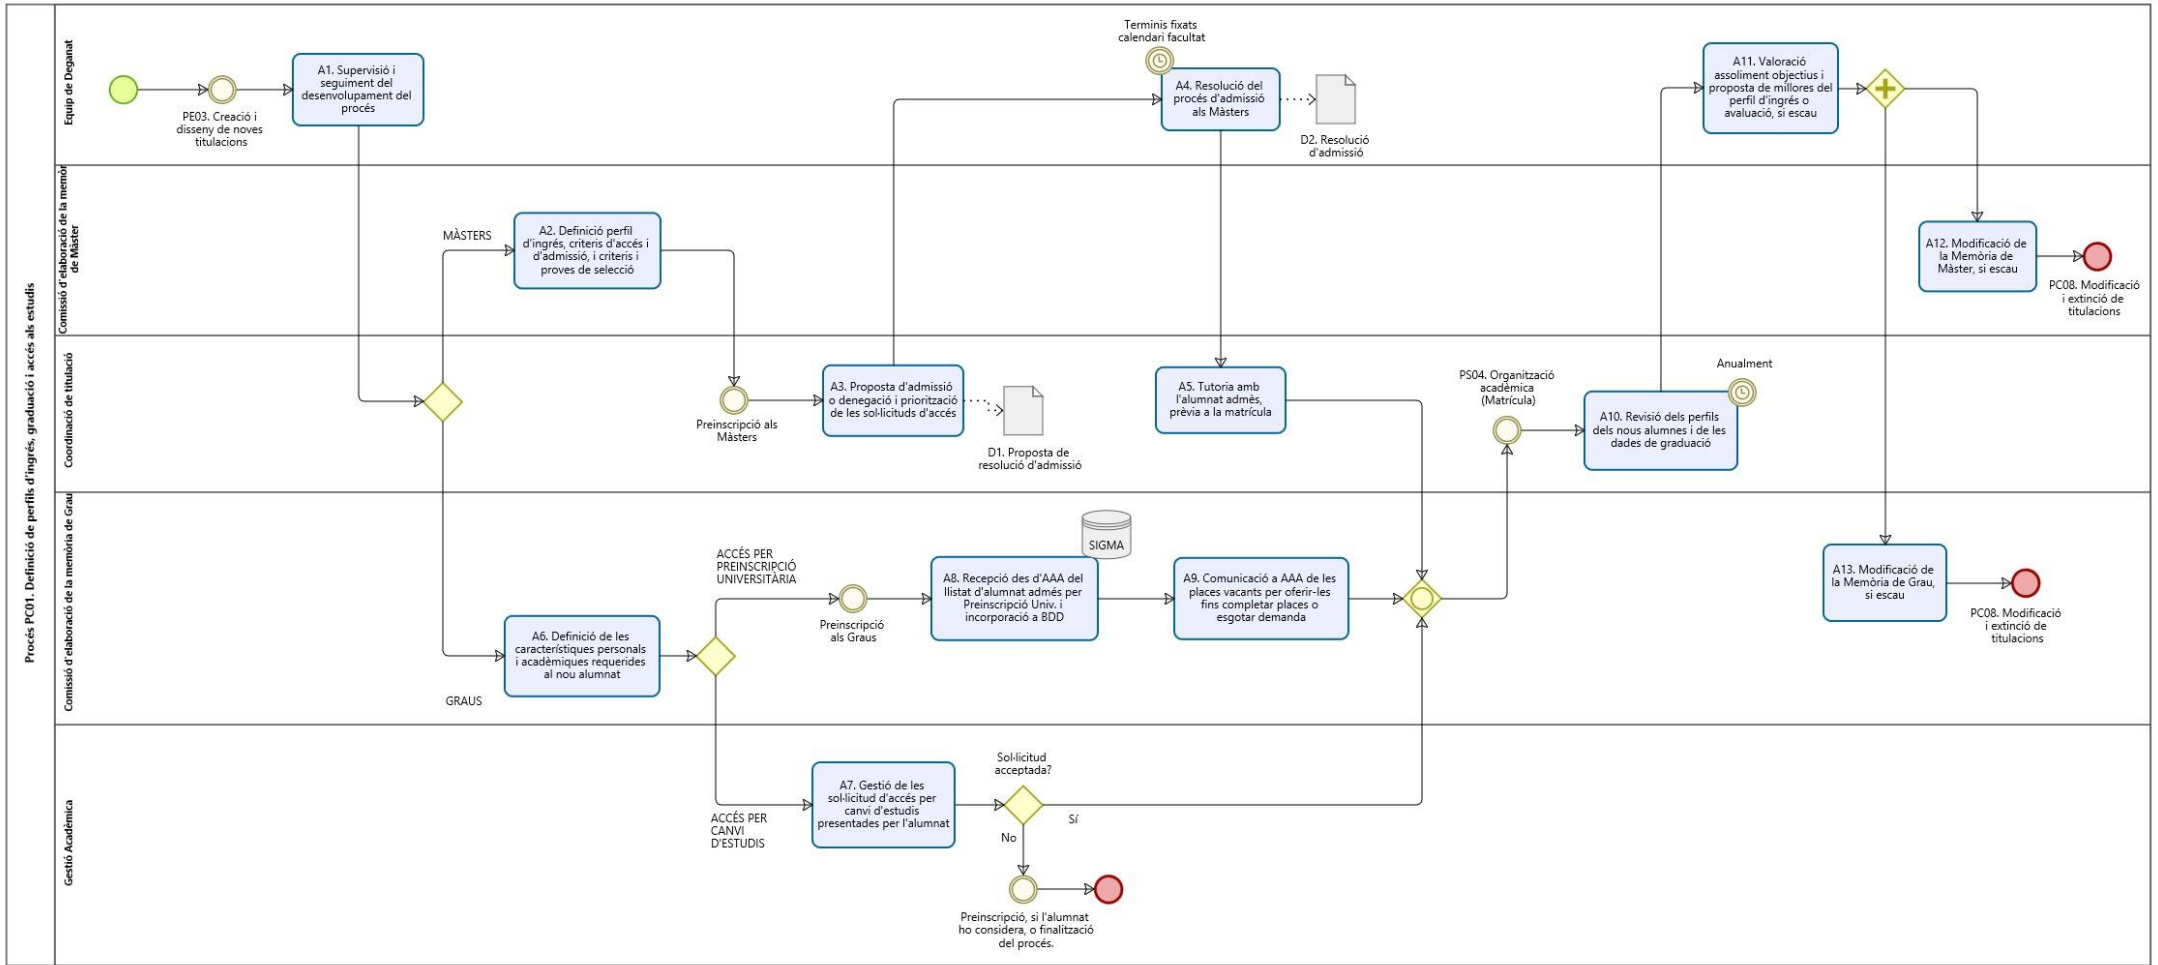 Procés PC01. Definició de perfils d'ingrés, graduació i accés als estudis
Equip de Deganat
PE03. Creació i
disseny de noves
titulacions
A1. Supervisió i
seguiment del
desenvolupament del
procés
Terminis fixats
calendari facultat
A4. Resolució del
procés d'admissió
als Màsters
D2. Resolució
d'admissió
A11. Valoració
assoliment objectius i
proposta de millores del
perfil d'ingrés o
avaluació, si escau
Comissió d'elaboració de la memòr
de Màster
MÀSTERS
A2. Definició perfil
d'ingrés, criteris d'accés i
d'admissió, i criteris i
proves de selecció
A12. Modificació de
la Memòria de
Màster, si escau
PC08. Modificació
i extinció de
titulacions
Coordinació de titulació
Preinscripció als
Màsters
A3. Proposta d'admissió
o denegació i priorització
de les sol·licituds d'accés
D1. Proposta de
resolució d'admissió
A5. Tutoria amb
l'alumnat admès,
prèvia a la matrícula
PS04. Organització
acadèmica
(Matrícula)
Anualment
A10. Revisió dels perfils
dels nous alumnes i de les
dades de graduació
Comissió d'elaboració de la memòria de Grau
GRAUS
A6. Definició de les
característiques personals
i acadèmiques requerides
al nou alumnat
ACCÉS PER
PREINSCRIPCIÓ
UNIVERSITÀRIA
Preinscripció
als Graus
SIGMA
A8. Recepció des d'AAA del
llistat d'alumnat admés per
Preinscripció Univ. i
incorporació a BDD
A9. Comunicació a AAA de les
places vacants per oferir-les
fins completar places o
esgotar demanda
A13. Modificació de
la Memòria de Grau,
si escau
PC08. Modificació
i extinció de
titulacions
Gestió Acadèmica
ACCÉS PER
CANVI
D'ESTUDIS
A7. Gestió de les
sol·licitud d'accés per
canvi d'estudis
presentades per l'alumnat
Sol·licitud
acceptada?
Sí
No
Preinscripció, si l'alumnat
ho considera, o finalització
del procés.